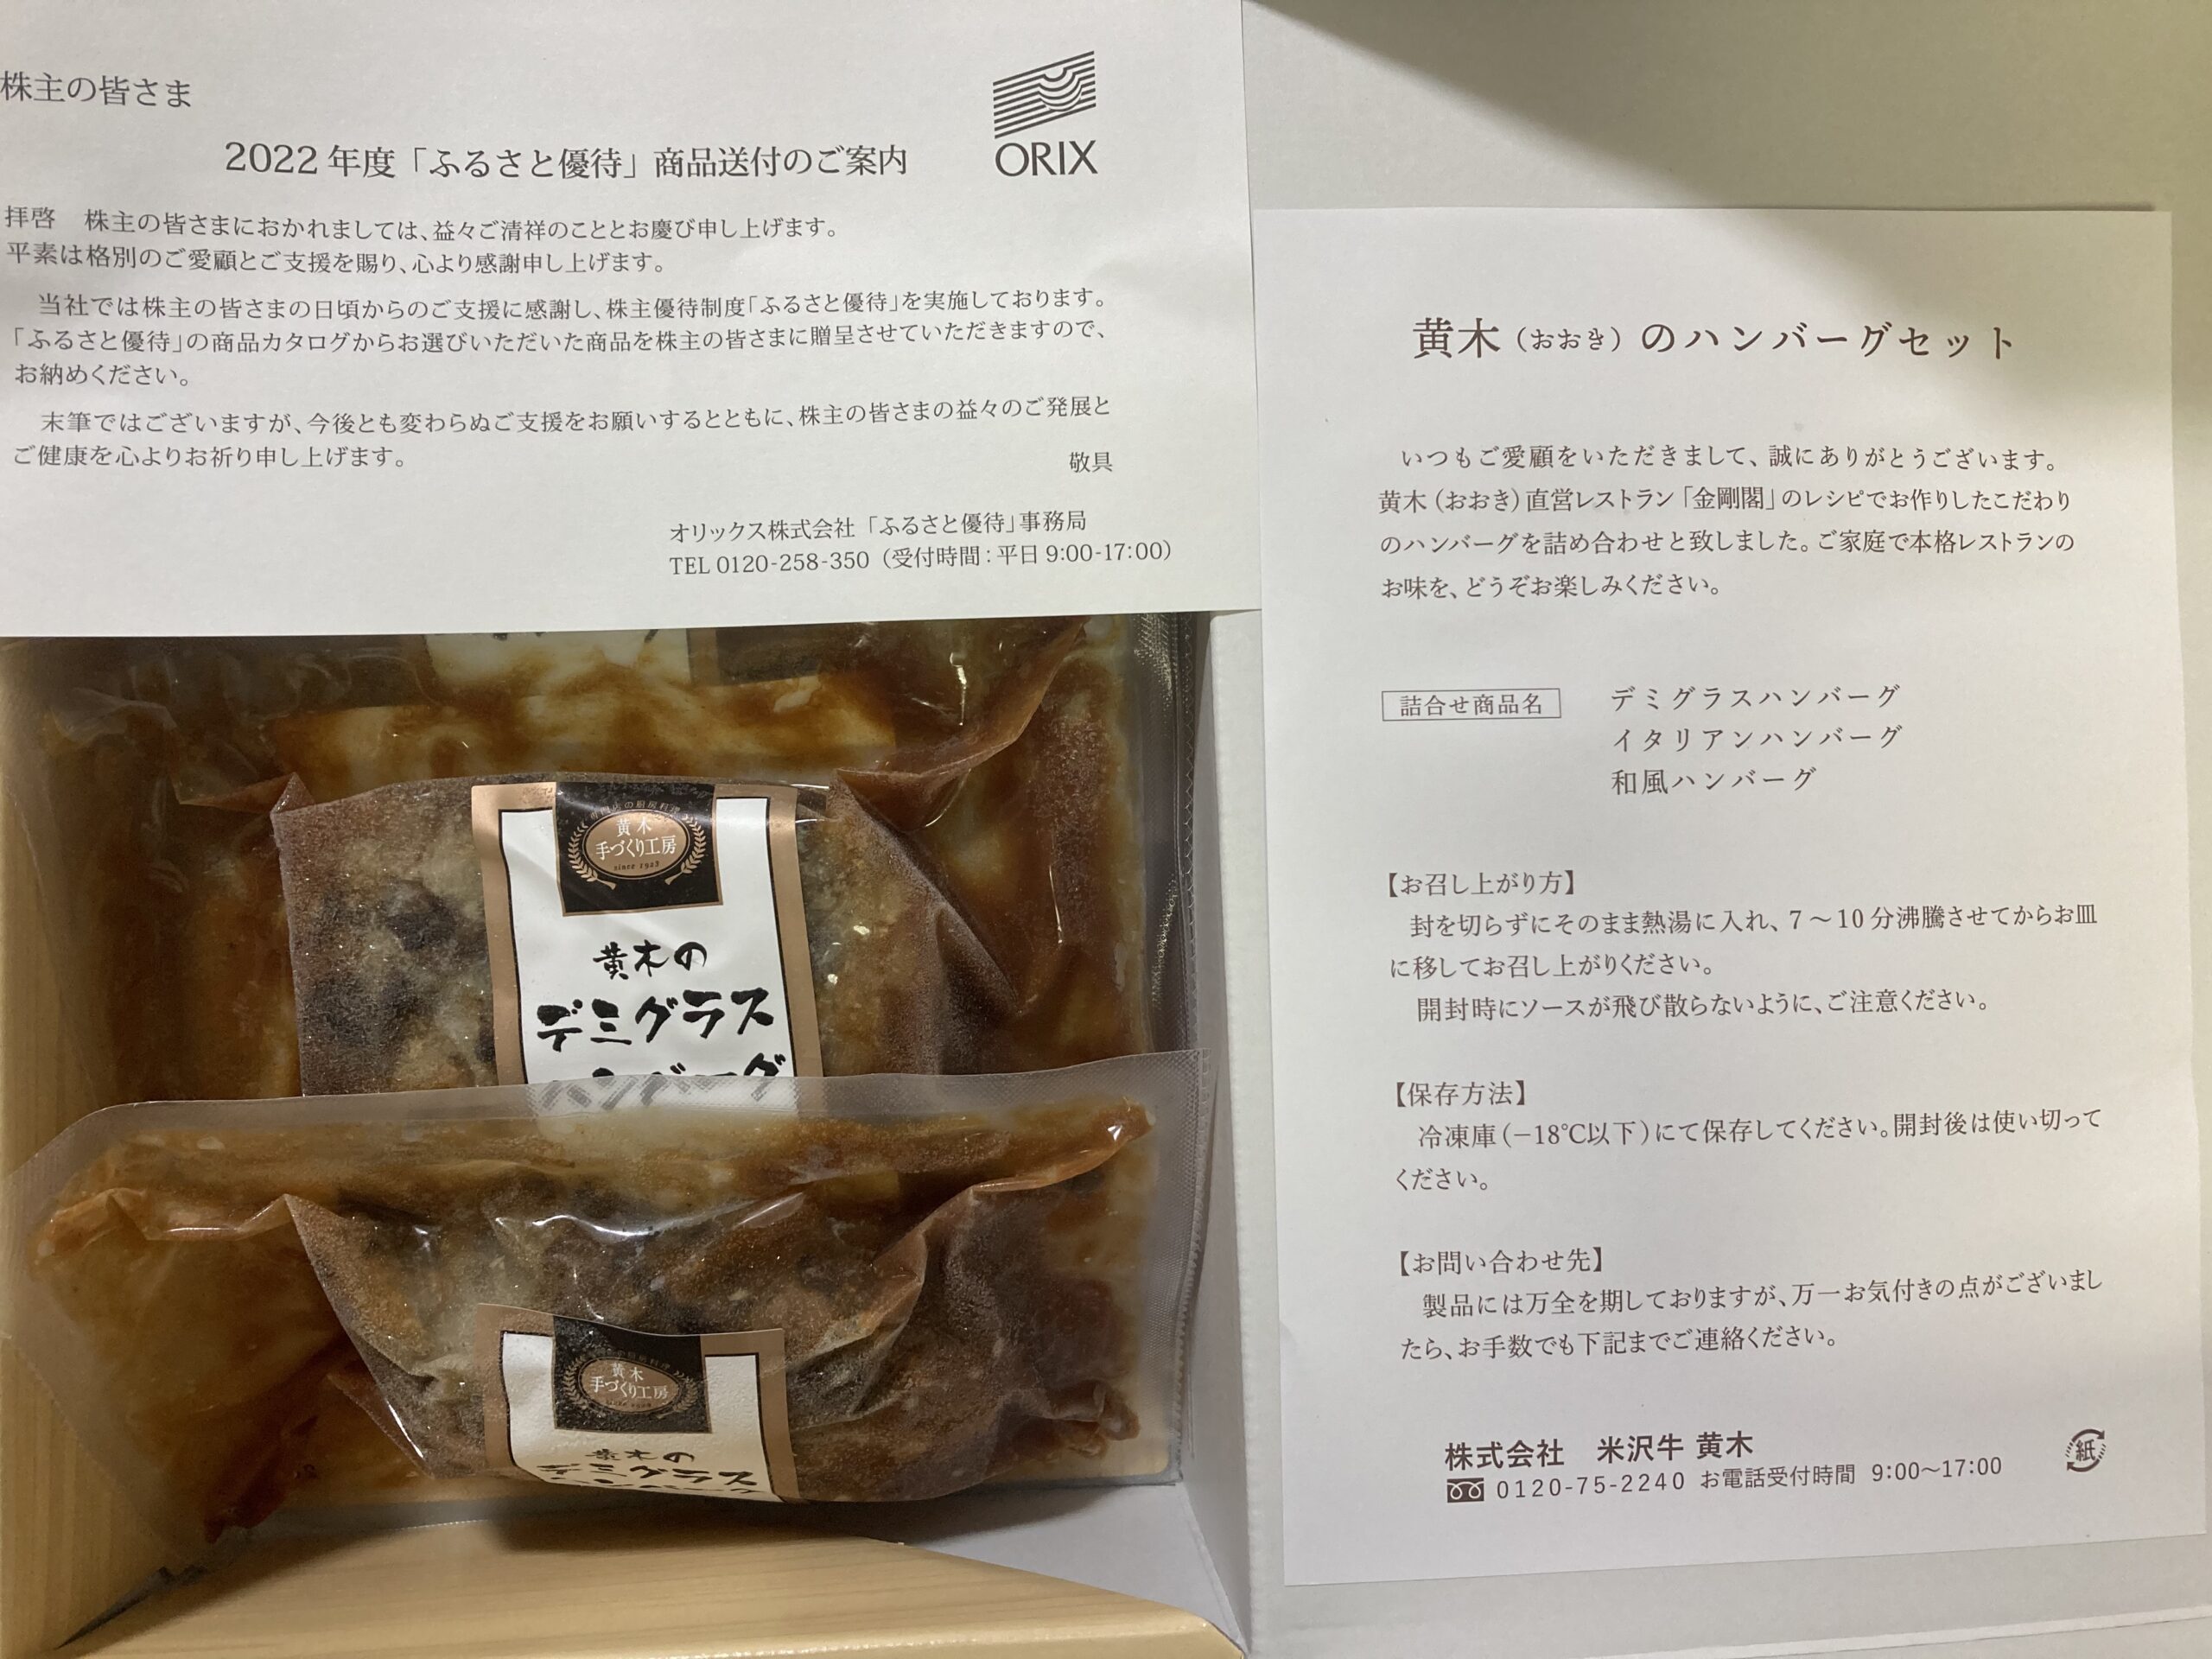 株主の皆さま
ORIX
2022年度「ふるさと優待」商品送付のご案内
拝啓　株主の皆さまにおかれましては、益々ご清祥のこととお慶び申し上げます。
平素は格別のご愛顧とご支援を賜り、心より感謝申し上げます。
当社では株主の皆さまの日頃からのご支援に感謝し、株主優待制度「ふるさと優待」を実施しております。
「ふるさと優待」の商品カタログからお選びいただいた商品を株主の皆さまに贈呈させていただきますので、
お納めください。
末筆ではございますが、今後とも変わらぬご支援をお願いするとともに、株主の皆さまの益々のご発展と
ご健康を心よりお祈り申し上げます。
敬具
オリックス株式会社「ふるさと優待」事務局
TEL 0120-258-350（受付時間：平日 9:00-17:00）
黄木
手づくり工房
since 1923
黄木の
デミグラス
ハンバーグ
黄木
手づくり工房
since 1923
黄木の
デミグラス
ハンバーグ
黄木（おおき）のハンバーグセット
いつもご愛顧をいただきまして、誠にありがとうございます。
黄木（おおき）直営レストラン「金剛閣」のレシピでお作りしたこだわり
のハンバーグを詰め合わせと致しました。ご家庭で本格レストランの
お味を、どうぞお楽しみください。
詰合せ商品名　デミグラスハンバーグ
イタリアンハンバーグ
和風ハンバーグ
【お召し上がり方】
封を切らずにそのまま熱湯に入れ、7～10分沸騰させてからお皿
に移してお召し上がりください。
開封時にソースが飛び散らないように、ご注意ください。
【保存方法】
冷凍庫（−18℃以下）にて保存してください。開封後は使い切って
ください。
【お問い合わせ先】
製品には万全を期しておりますが、万一お気付きの点がございまし
たら、お手数でも下記までご連絡ください。
株式会社　米沢牛 黄木
0120-75-2240 お電話受付時間 9:00～17:00
紙